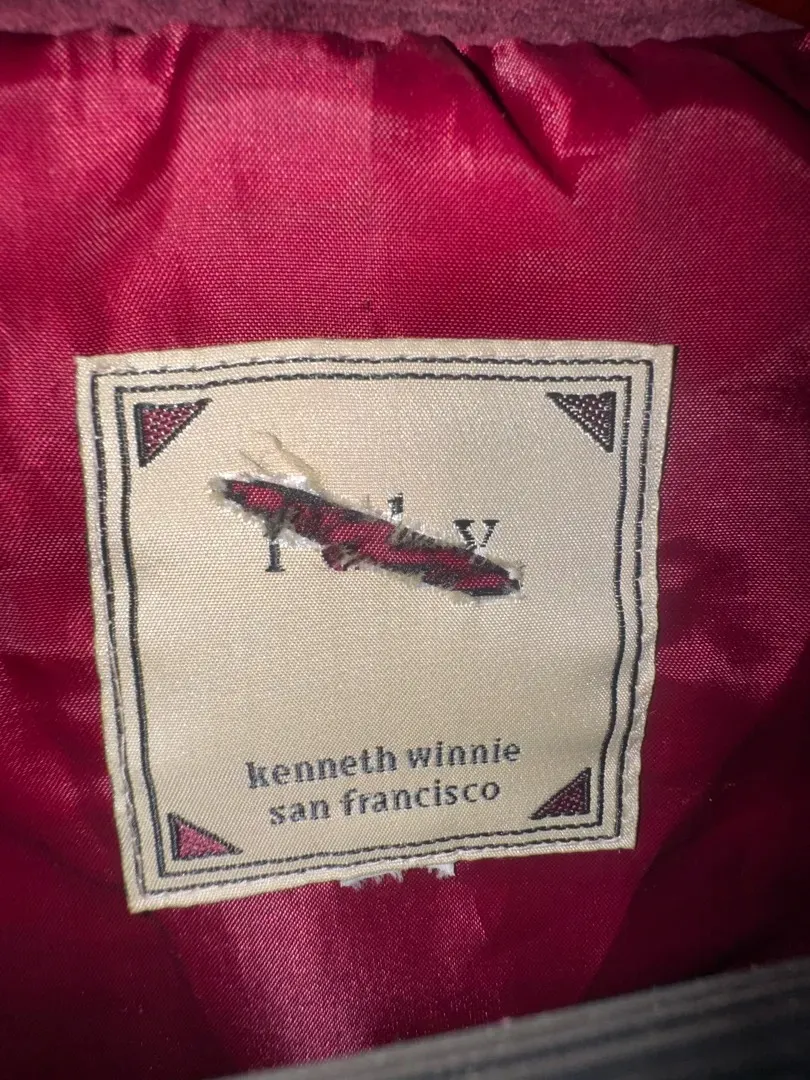 kenneth winnie
san francisco